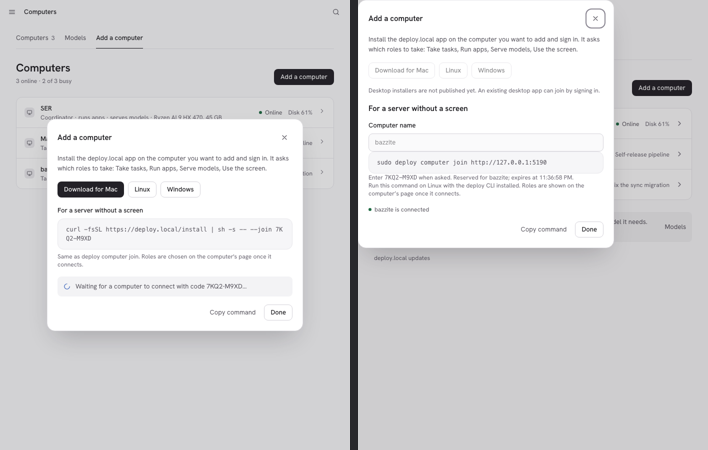 Computers
Computers 3
Models
Add a computer
Computers
3 online · 2 of 3 busy
Add a computer
SER
Coordinator · runs apps · serves models · Ryzen AI 9 HX 470, 45 GB
Online
Disk 61%
Add a computer
Install the deploy.local app on the computer you want to add and sign in. It asks
which roles to take: Take tasks, Run apps, Serve models, Use the screen.
Download for Mac
Linux
Windows
For a server without a screen
curl -fsSL https://deploy.local/install | sh -s -- --join 7K
Q2-M9XD
Same as deploy computer join. Roles are chosen on the computer's page once it
connects.
Waiting for a computer to connect with code 7KQ2-M9XD...
Copy command
Done
Add a computer
Install the deploy.local app on the computer you want to add and sign in. It asks
which roles to take: Take tasks, Run apps, Serve models, Use the screen.
Download for Mac
Linux
Windows
Desktop installers are not published yet. An existing desktop app can join by signing in.
For a server without a screen
Computer name
bazzite
sudo deploy computer join http://127.0.0.1:5190
Enter 7KQ2-M9XD when asked. Reserved for bazzite; expires at 11:36:58 PM.
Run this command on Linux with the deploy CLI installed. Roles are shown on the
computer's page once it connects.
bazzite is connected
Copy command
Done
Add a computer
Online
Disk 61%
Self-release pipeline
the sync migration
it needs.
Models
deploy.local updates